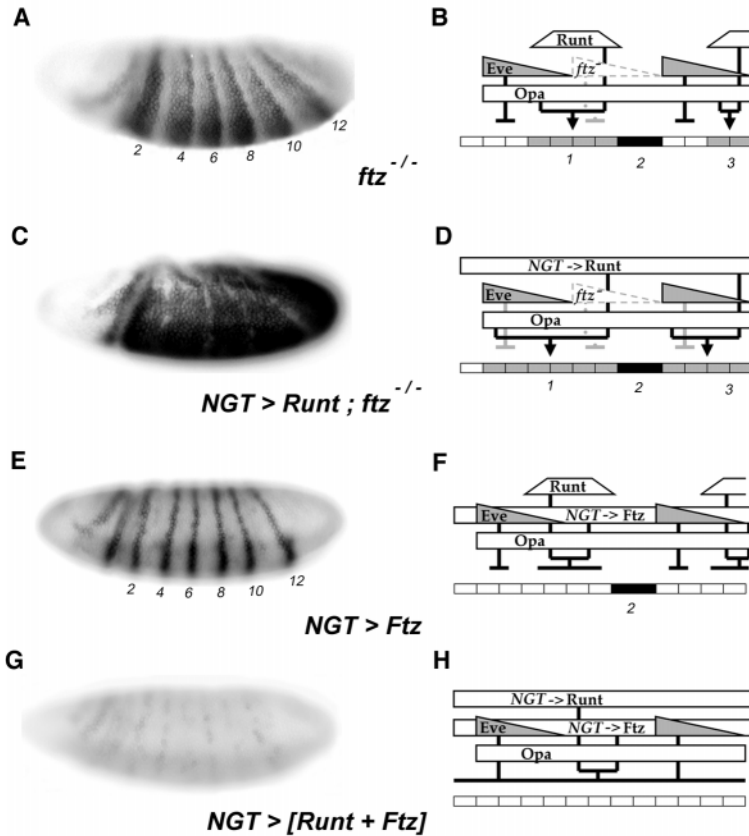 A
2
4
6
8
10
12
ftz -/-
B
Runt
Eve
ftz
Opa
1
2
3
C
NGT > Runt ; ftz -/-
D
NGT -> Runt
Eve
ftz
Opa
1
2
3
E
2
4
6
8
10
12
NGT > Ftz
F
Runt
Eve
NGT -> Ftz
Opa
2
G
NGT > [Runt + Ftz]
H
NGT -> Runt
Eve
NGT -> Ftz
Opa